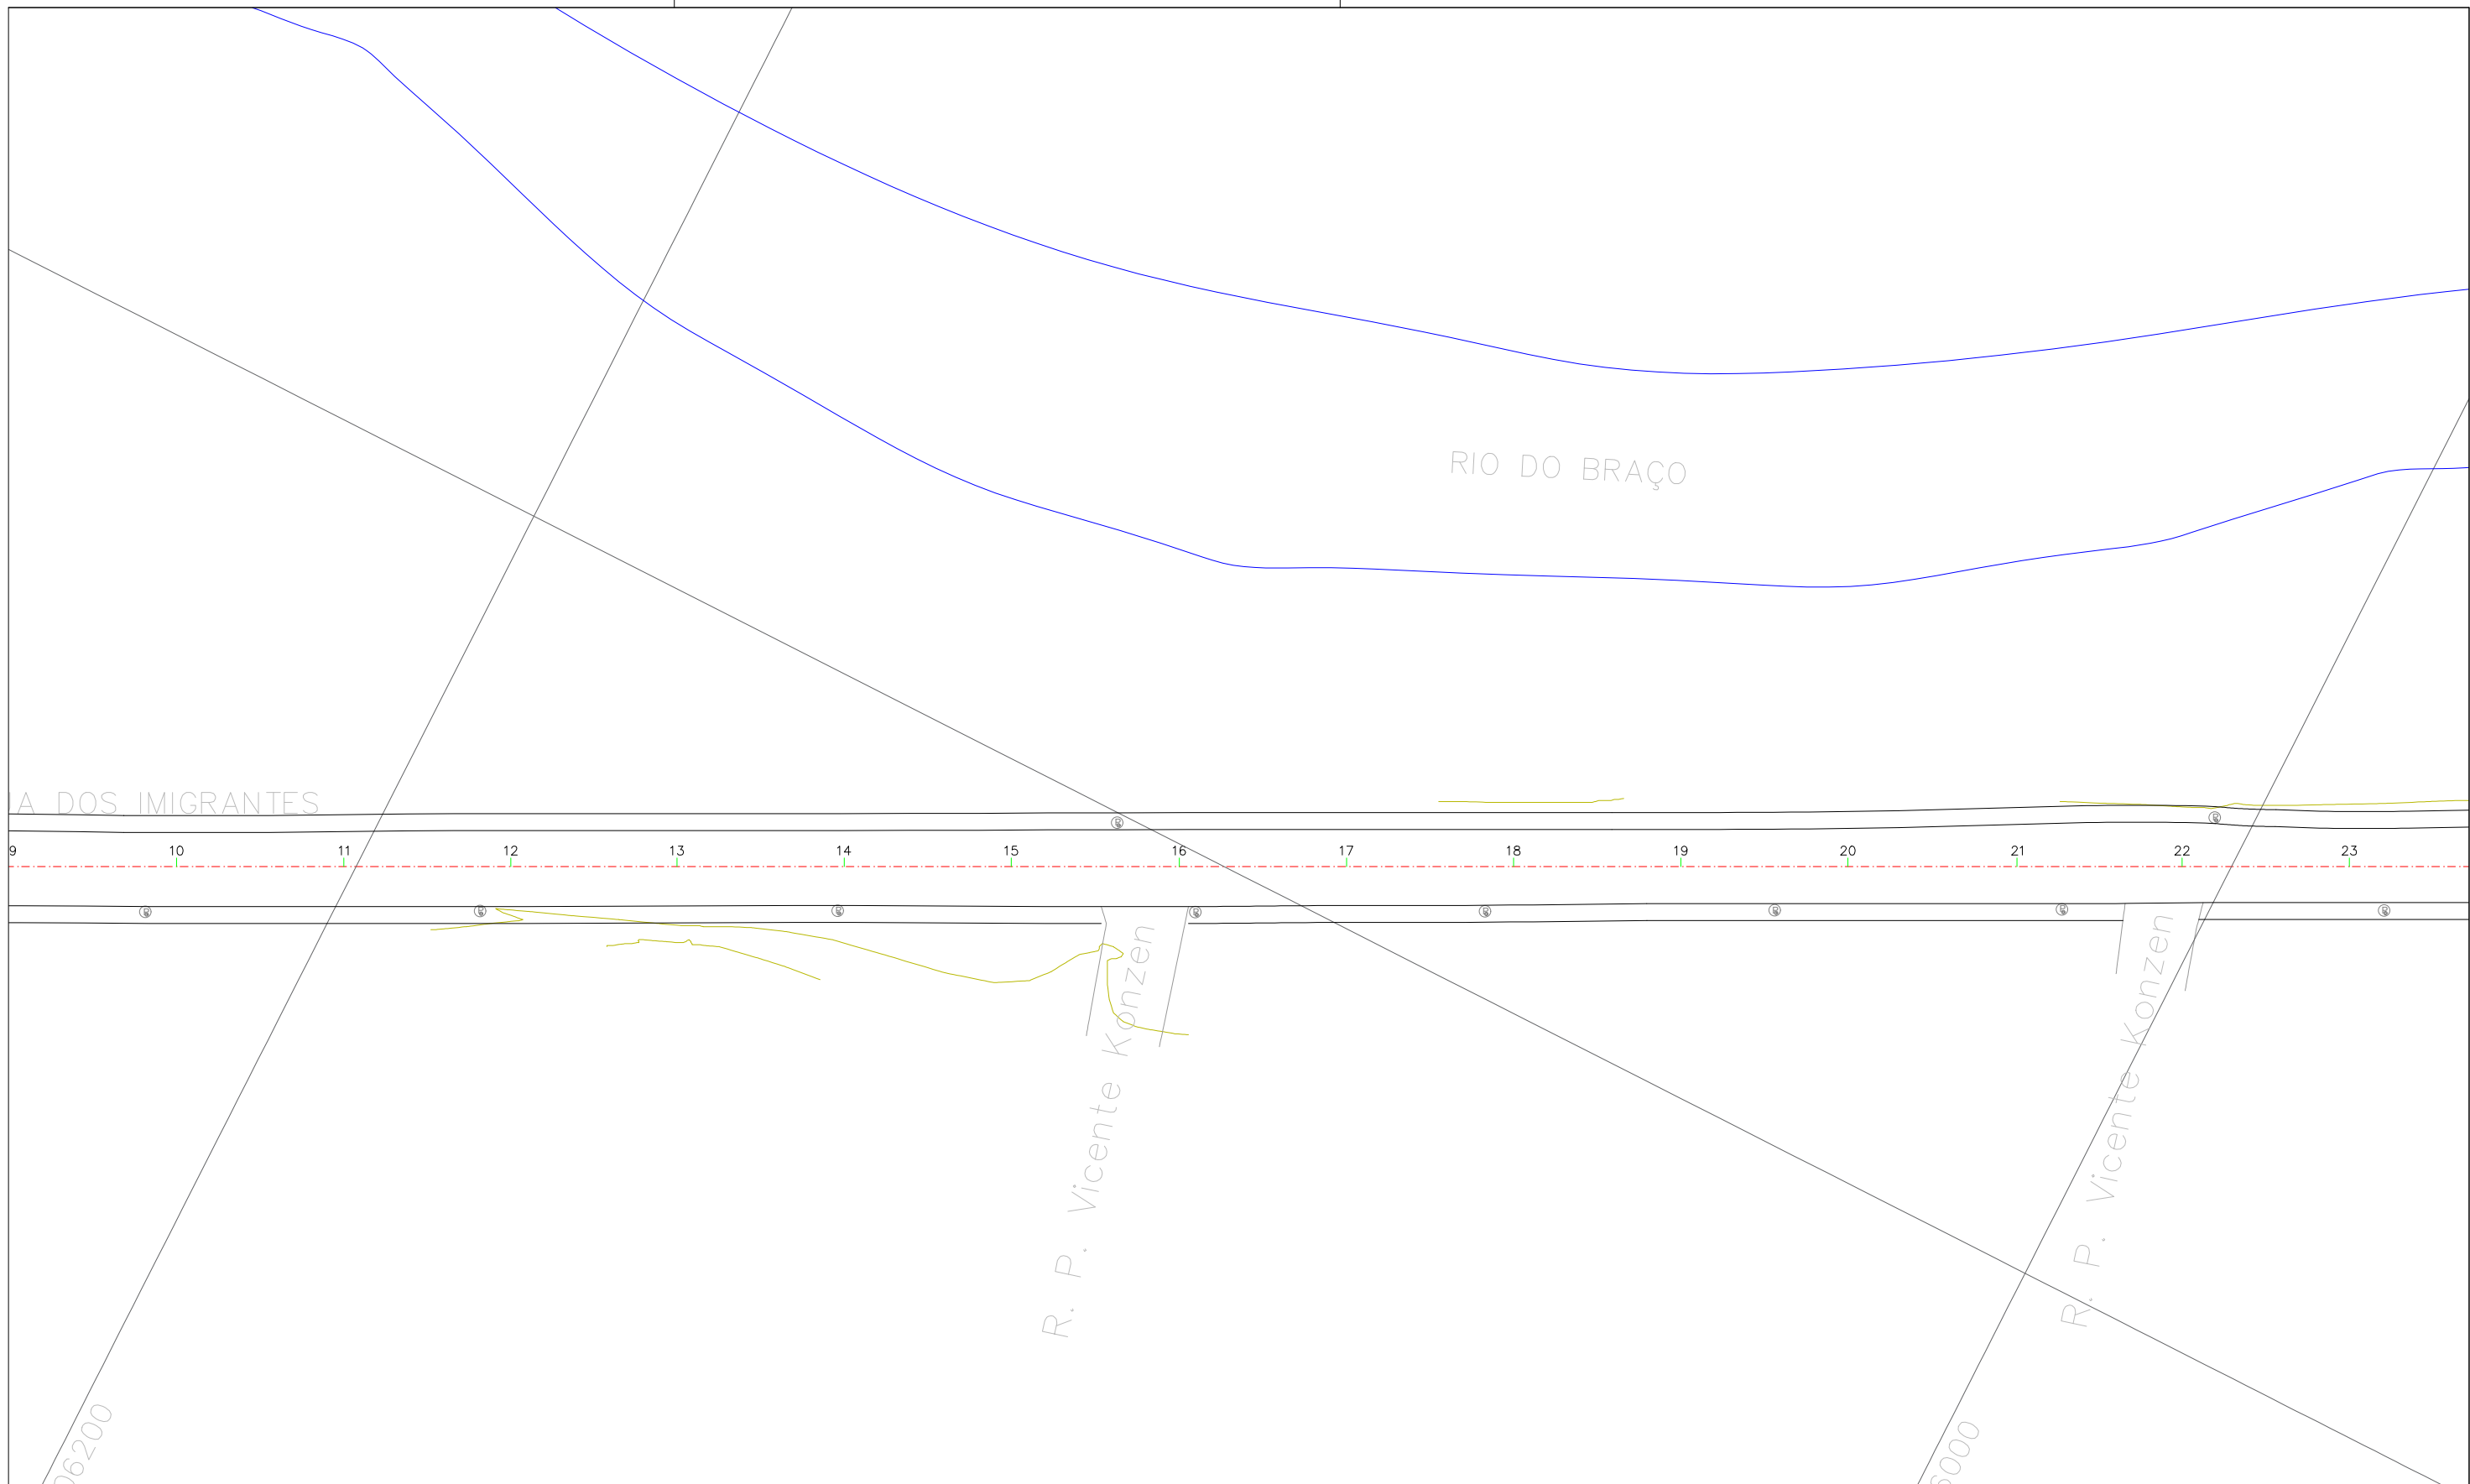 RIO DO BRAÇO
DOS IMIGRANTES
9 10 11 12 13 14 15 16 17 18 19 20 21 22 23
R. P. Vicente Konzen
R. P. Vicente Konzen
6200
6000